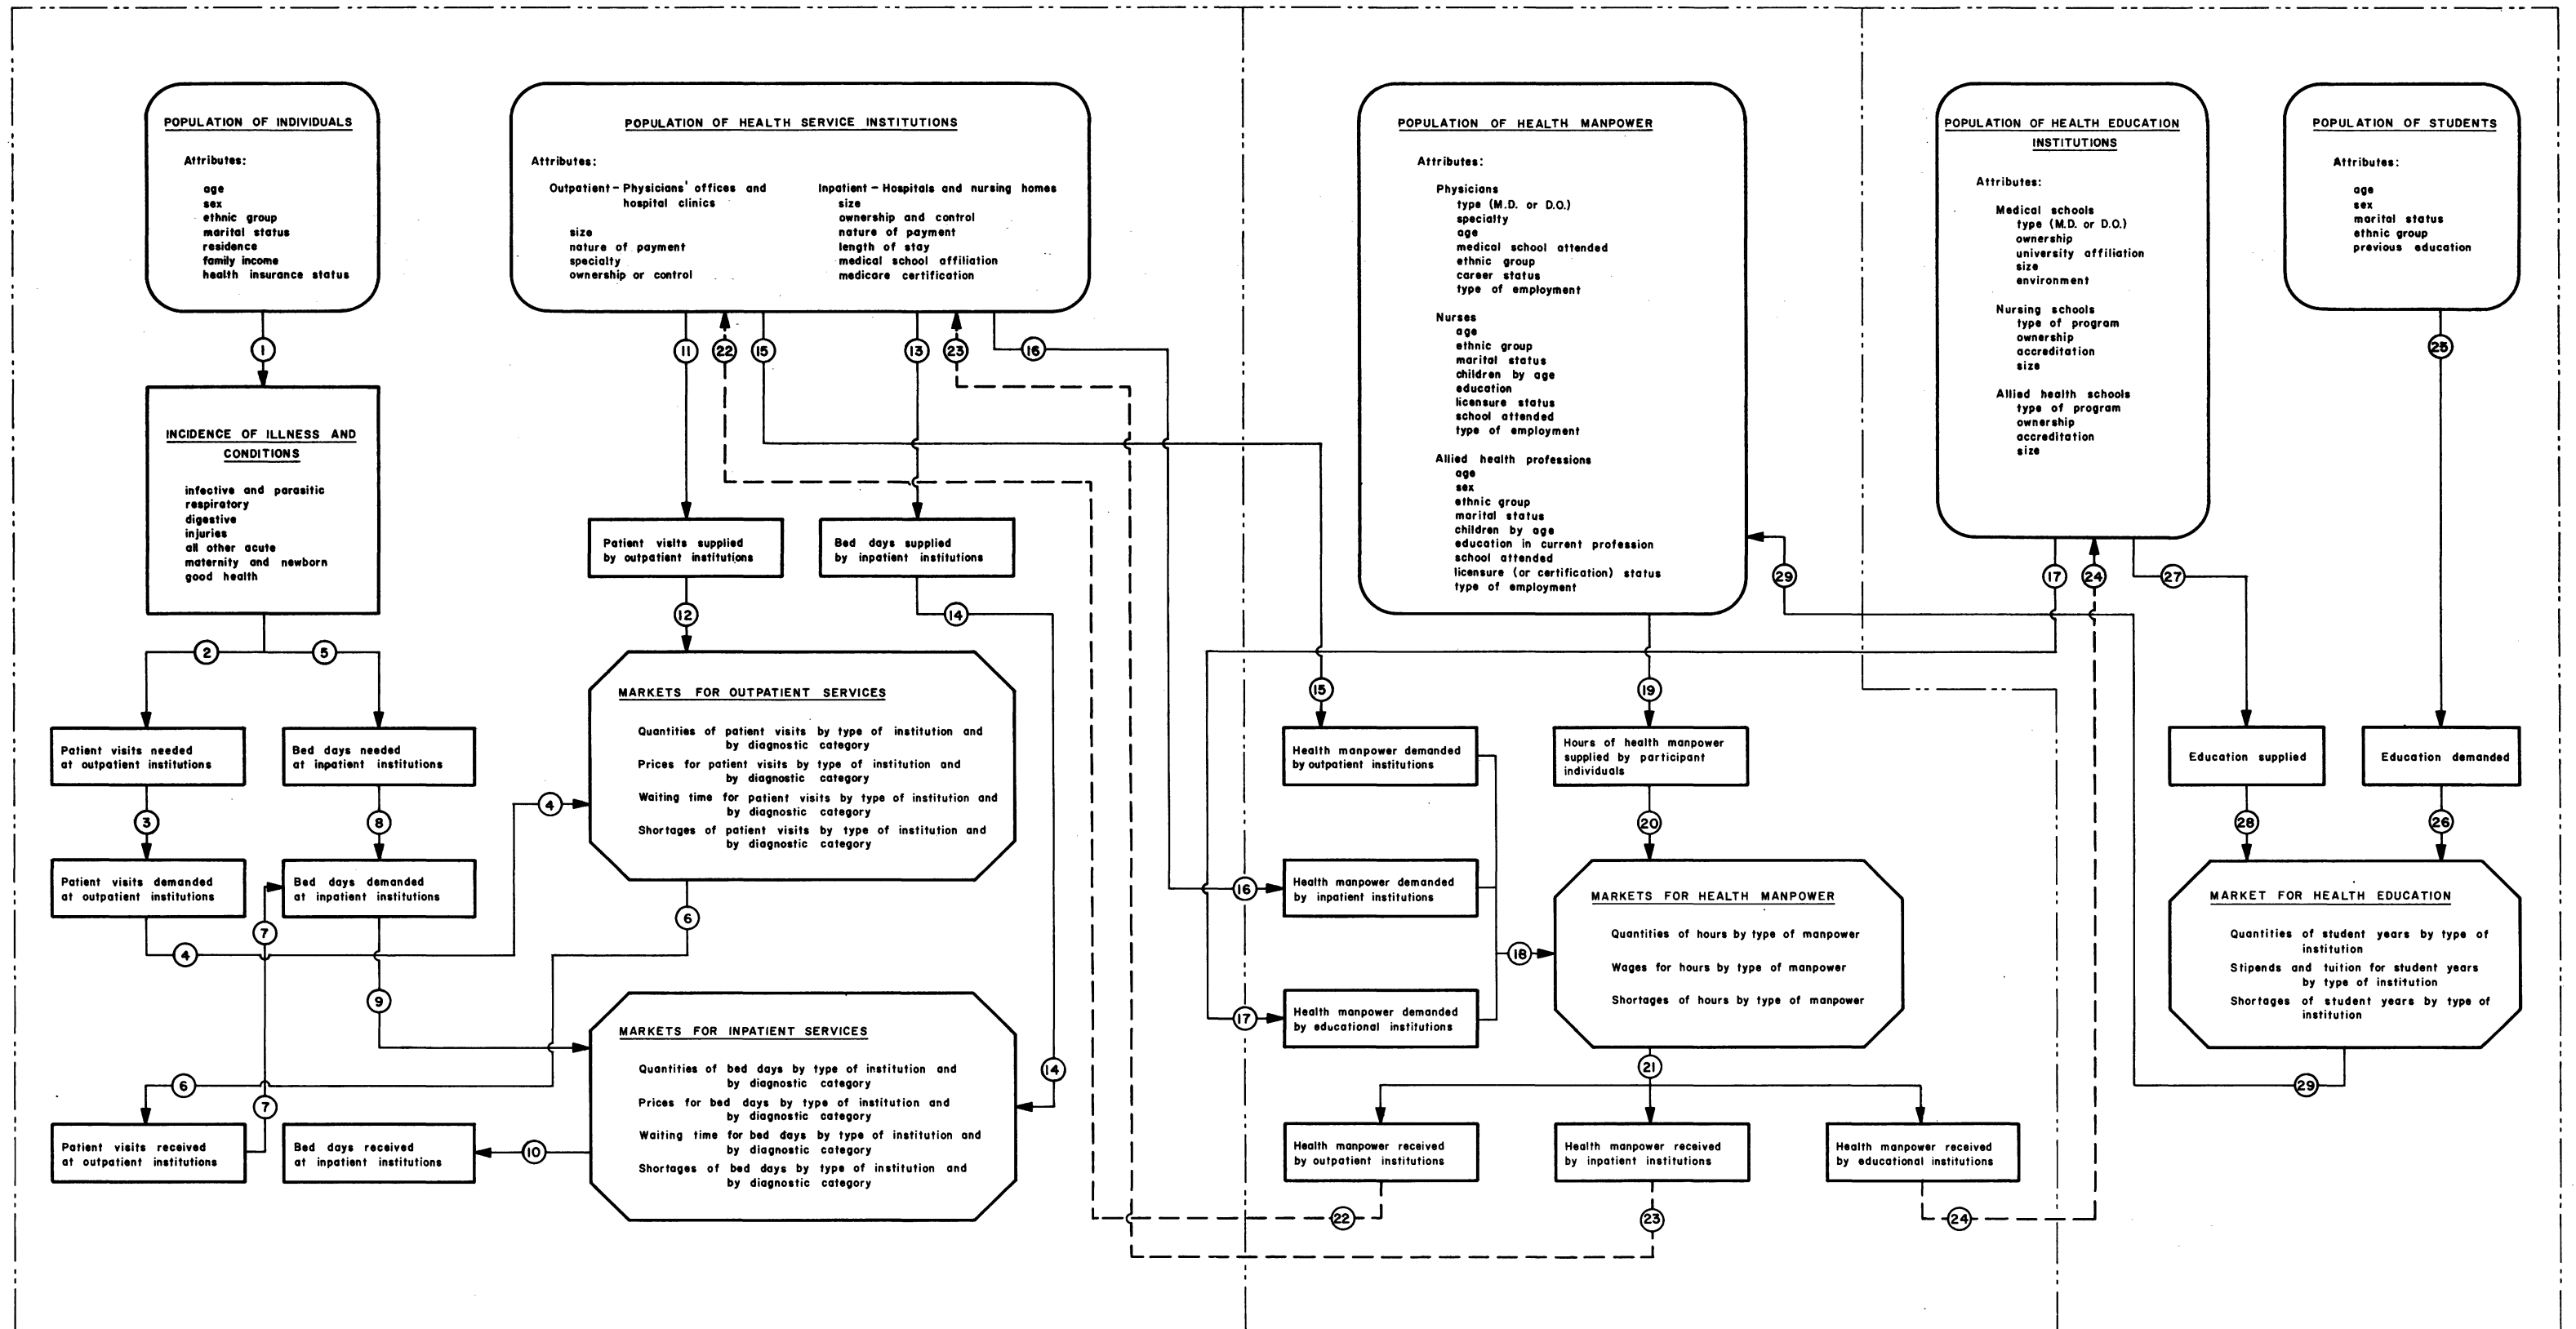 POPULATION OF INDIVIDUALS
Attributes:
age
sex
ethnic group
marital status
residence
family income
health insurance status
1
INCIDENCE OF ILLNESS AND
CONDITIONS
infective and parasitic
respiratory
digestive
injuries
all other acute
maternity and newborn
good health
2
5
Patient visits needed
at outpatient institutions
Bed days needed
at inpatient institutions
3
8
Patient visits demanded
at outpatient institutions
Bed days demanded
at inpatient institutions
7
4
4
9
6
6
7
Patient visits received
at outpatient institutions
Bed days received
at inpatient institutions
10
POPULATION OF HEALTH SERVICE INSTITUTIONS
Attributes:
Outpatient – Physicians' offices and
hospital clinics
size
nature of payment
specialty
ownership or control
Inpatient – Hospitals and nursing homes
size
ownership and control
nature of payment
length of stay
medical school affiliation
medicare certification
11
22
15
13
23
16
Patient visits supplied
by outpatient institutions
Bed days supplied
by inpatient institutions
12
14
MARKETS FOR OUTPATIENT SERVICES
Quantities of patient visits by type of institution and
by diagnostic category
Prices for patient visits by type of institution and
by diagnostic category
Waiting time for patient visits by type of institution and
by diagnostic category
Shortages of patient visits by type of institution and
by diagnostic category
MARKETS FOR INPATIENT SERVICES
Quantities of bed days by type of institution and
by diagnostic category
Prices for bed days by type of institution and
by diagnostic category
Waiting time for bed days by type of institution and
by diagnostic category
Shortages of bed days by type of institution and
by diagnostic category
14
POPULATION OF HEALTH MANPOWER
Attributes:
Physicians
type (M.D. or D.O.)
specialty
age
medical school attended
ethnic group
career status
type of employment
Nurses
age
ethnic group
marital status
children by age
education
licensure status
school attended
type of employment
Allied health professions
age
sex
ethnic group
marital status
children by age
education in current profession
school attended
licensure (or certification) status
type of employment
29
15
19
Health manpower demanded
by outpatient institutions
Hours of health manpower
supplied by participant
individuals
20
16
Health manpower demanded
by inpatient institutions
17
Health manpower demanded
by educational institutions
18
MARKETS FOR HEALTH MANPOWER
Quantities of hours by type of manpower
Wages for hours by type of manpower
Shortages of hours by type of manpower
21
Health manpower received
by outpatient institutions
Health manpower received
by inpatient institutions
Health manpower received
by educational institutions
22
23
24
POPULATION OF HEALTH EDUCATION
INSTITUTIONS
Attributes:
Medical schools
type (M.D. or D.O.)
ownership
university affiliation
size
environment
Nursing schools
type of program
ownership
accreditation
size
Allied health schools
type of program
ownership
accreditation
size
17
24
27
POPULATION OF STUDENTS
Attributes:
age
sex
marital status
ethnic group
previous education
25
Education supplied
Education demanded
28
26
MARKET FOR HEALTH EDUCATION
Quantities of student years by type of
institution
Stipends and tuition for student years
by type of institution
Shortages of student years by type of
institution
29